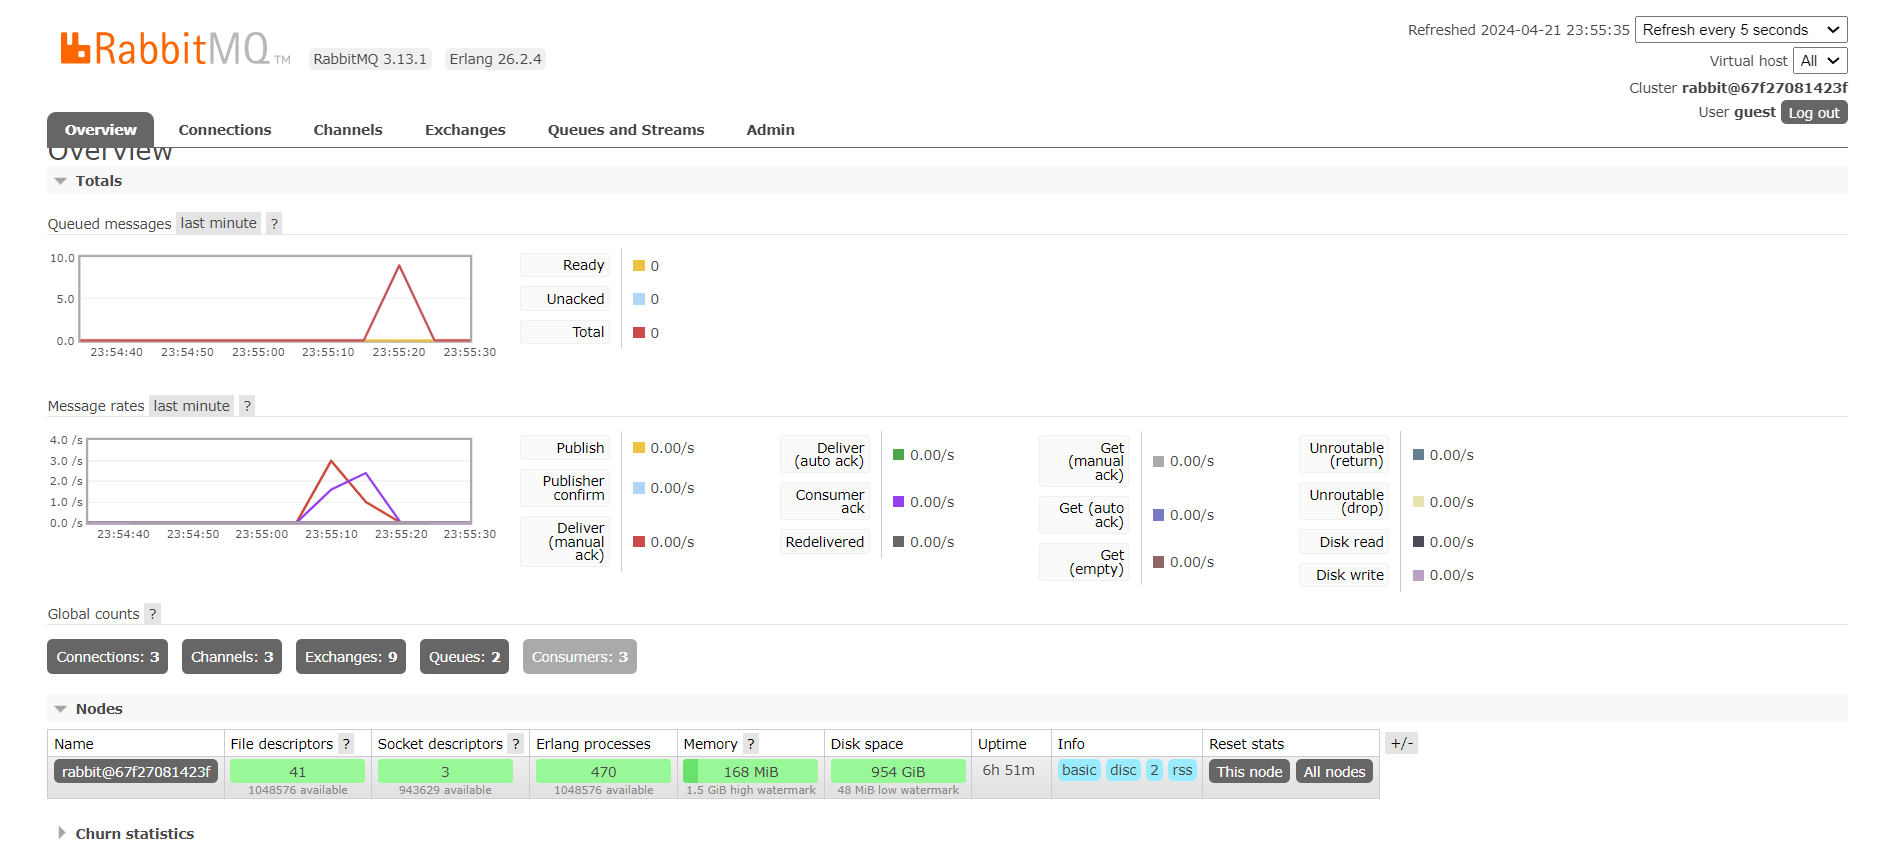 RabbitMQ TM RabbitMQ 3.13.1 Erlang 26.2.4
Refreshed 2024-04-21 23:55:35 Refresh every 5 seconds
Virtual host All
Cluster rabbit@67f27081423f
User guest Log out
Overview Connections Channels Exchanges Queues and Streams Admin
Overview
Totals
Queued messages last minute ?
10.0
5.0
0.0
23:54:40 23:54:50 23:55:00 23:55:10 23:55:20 23:55:30
Ready 0
Unacked 0
Total 0
Message rates last minute ?
4.0 /s
3.0 /s
2.0 /s
1.0 /s
0.0 /s
23:54:40 23:54:50 23:55:00 23:55:10 23:55:20 23:55:30
Publish 0.00/s
Publisher
confirm 0.00/s
Deliver
(manual
ack) 0.00/s
Deliver
(auto ack) 0.00/s
Consumer
ack 0.00/s
Redelivered 0.00/s
Get
(manual
ack) 0.00/s
Get (auto
ack) 0.00/s
Get
(empty) 0.00/s
Unroutable
(return) 0.00/s
Unroutable
(drop) 0.00/s
Disk read 0.00/s
Disk write 0.00/s
Global counts ?
Connections: 3 Channels: 3 Exchanges: 9 Queues: 2 Consumers: 3
Nodes
Name File descriptors ? Socket descriptors ? Erlang processes Memory ? Disk space Uptime Info Reset stats +/-
rabbit@67f27081423f 41 3 470 168 MiB 954 GiB 6h 51m basic disc 2 rss This node All nodes
1048576 available 943629 available 1048576 available 1.5 GiB high watermark 48 MiB low watermark
Churn statistics